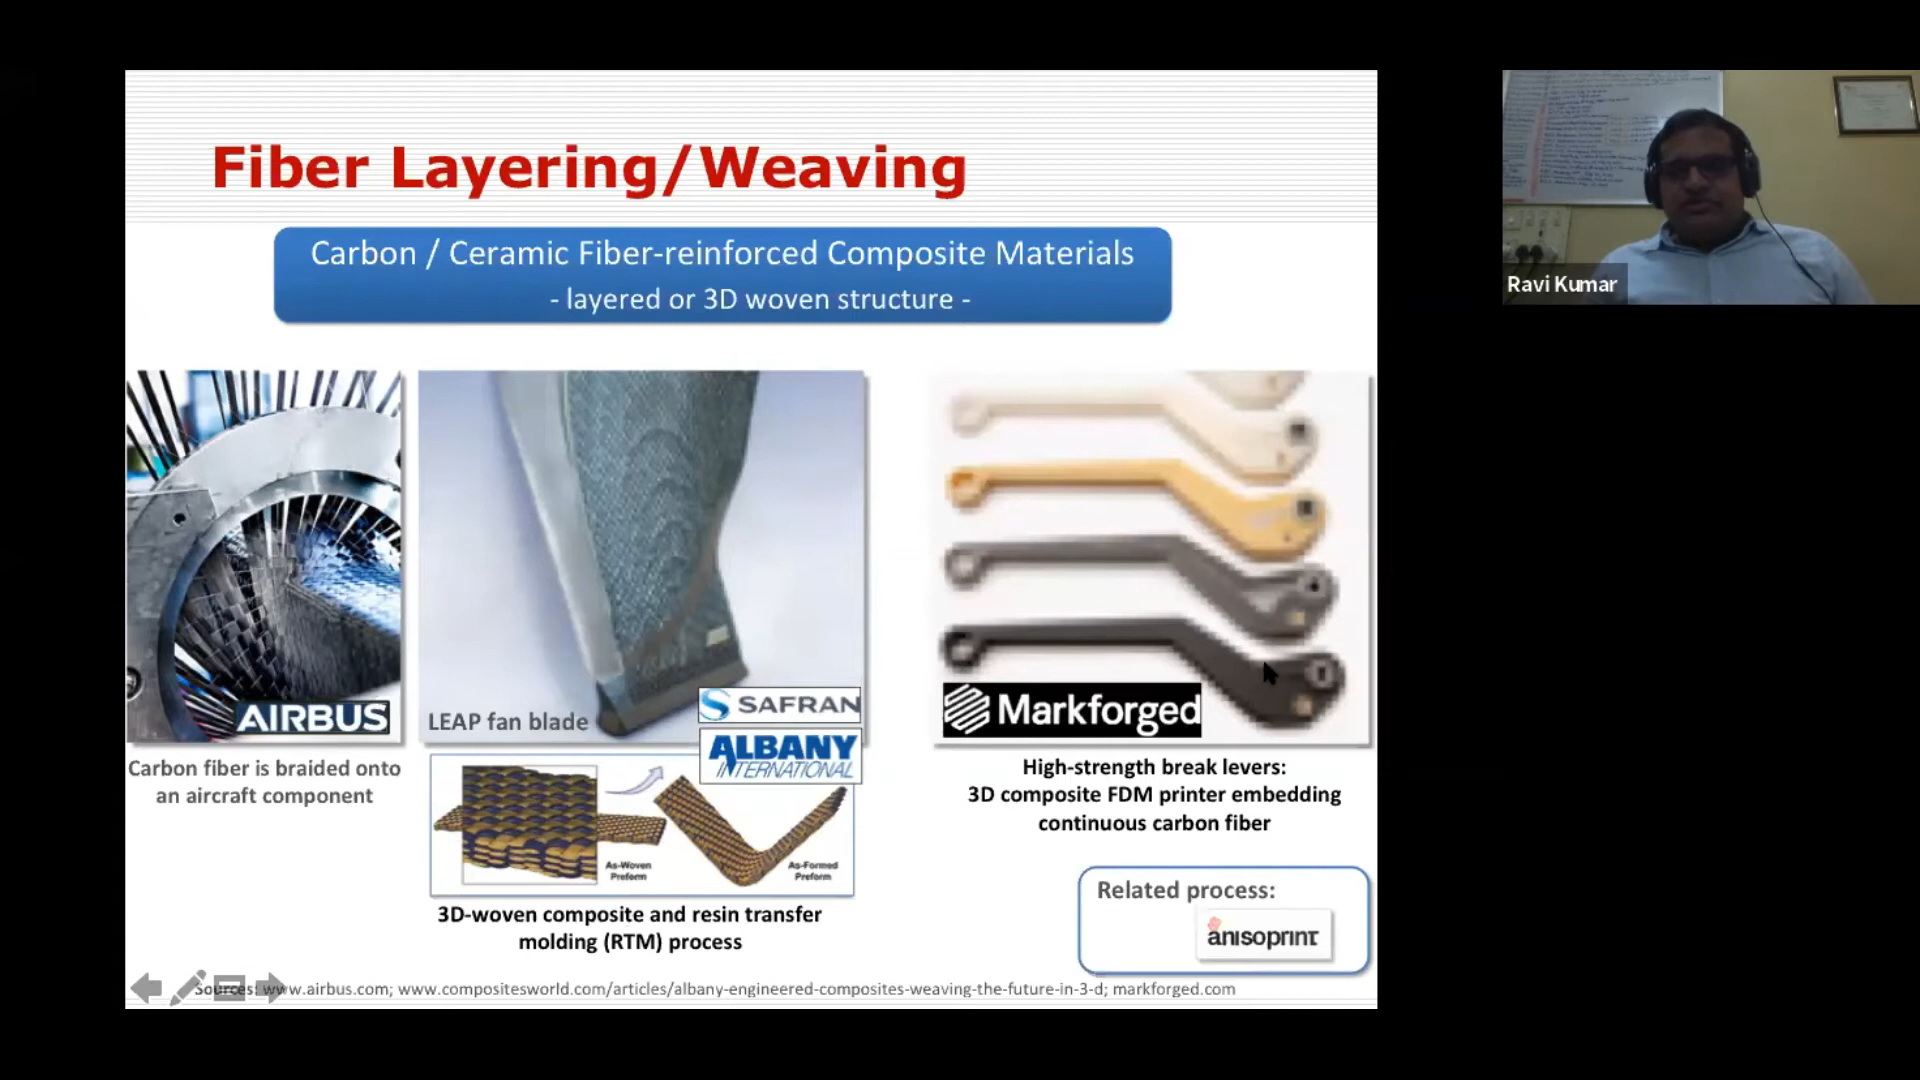 Fiber Layering/Weaving
Carbon / Ceramic Fiber-reinforced Composite Materials
- layered or 3D woven structure -
AIRBUS
Carbon fiber is braided onto
an aircraft component
LEAP fan blade
SAFRAN
ALBANY
INTERNATIONAL
As-Woven
Preform
As-Formed
Preform
3D-woven composite and resin transfer
molding (RTM) process
Markforged
High-strength break levers:
3D composite FDM printer embedding
continuous carbon fiber
Related process:
anisoprint
Sources: www.airbus.com; www.compositesworld.com/articles/albany-engineered-composites-weaving-the-future-in-3-d; markforged.com
Ravi Kumar